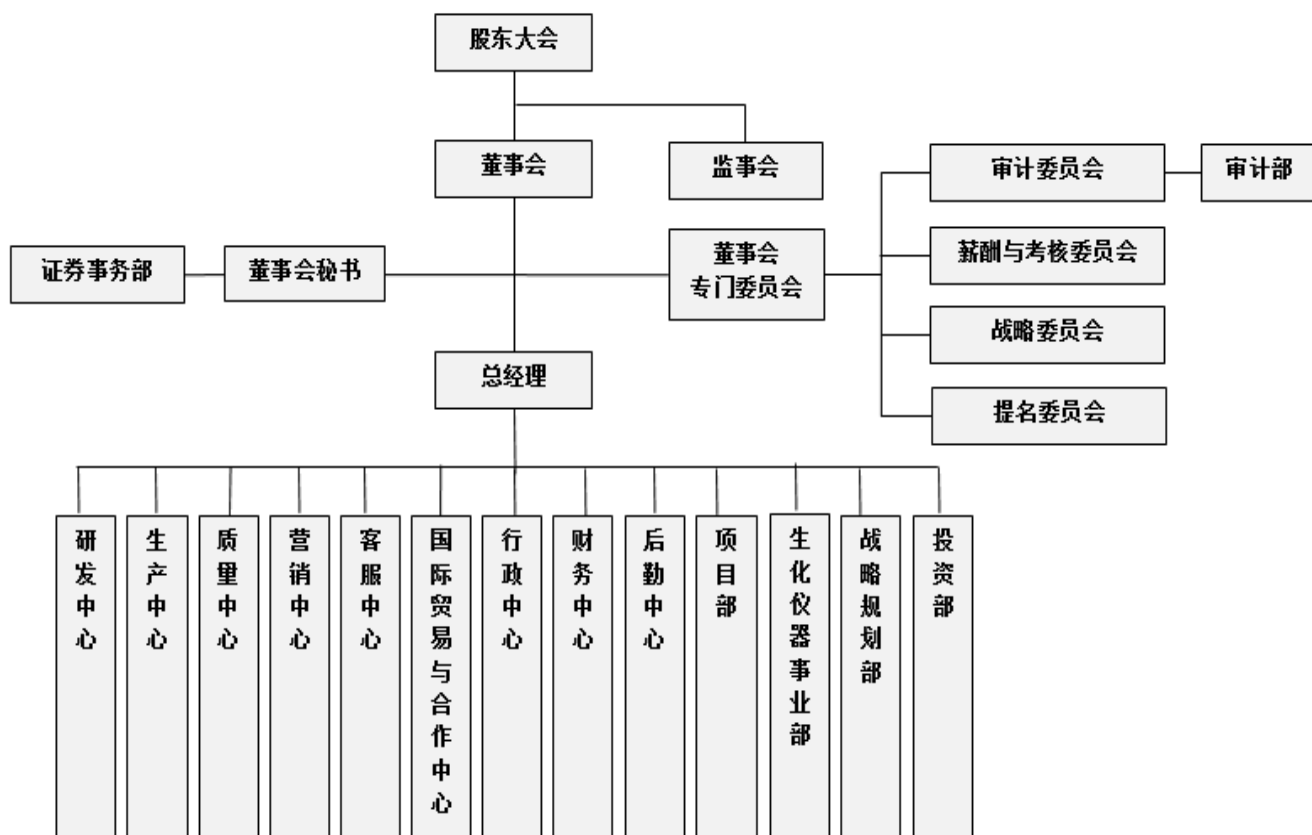 股东大会
董事会
监事会
审计委员会
审计部
证券事务部
董事会秘书
董事会
专门委员会
薪酬与考核委员会
战略委员会
总经理
提名委员会
研发中心
生产中心
质量中心
营销中心
客服中心
国际贸易与合作中心
行政中心
财务中心
后勤中心
项目部
生化仪器事业部
战略规划部
投资部